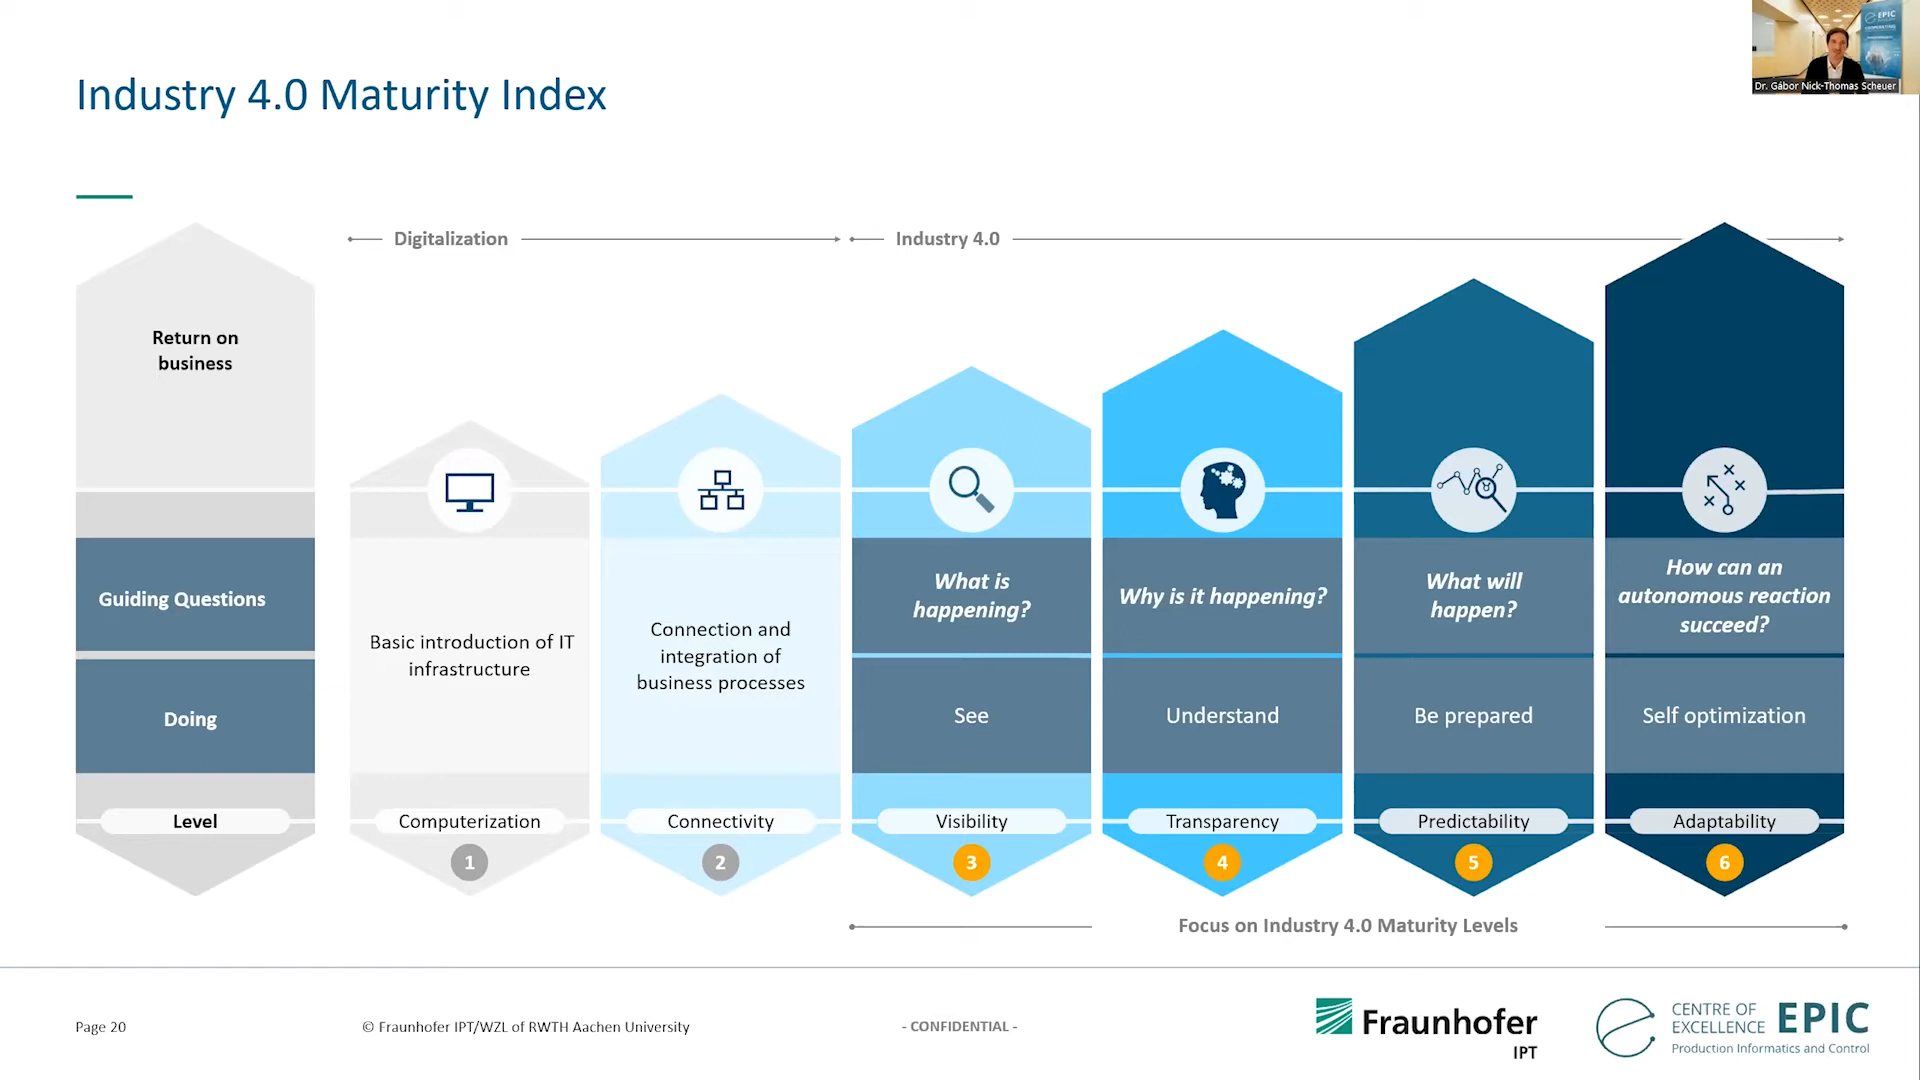 Industry 4.0 Maturity Index
EPIC
Dr. Gábor Nick-Thomas Scheuer
Digitalization
Industry 4.0
Return on
business
Guiding Questions
Doing
Level
Basic introduction of IT
infrastructure
Computerization
1
Connection and
integration of
business processes
Connectivity
2
What is
happening?
See
Visibility
3
Why is it happening?
Understand
Transparency
4
What will
happen?
Be prepared
Predictability
5
How can an
autonomous reaction
succeed?
Self optimization
Adaptability
6
Focus on Industry 4.0 Maturity Levels
Page 20
© Fraunhofer IPT/WZL of RWTH Aachen University
- CONFIDENTIAL -
Fraunhofer
IPT
CENTRE OF
EXCELLENCE
EPIC
Production Informatics and Control